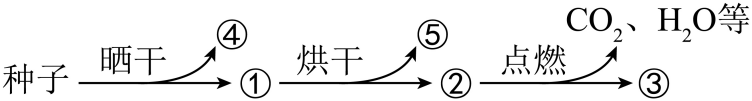 CO₂、H₂O等
晒干 ④ 烘干 ⑤ 点燃
种子 ① ② ③